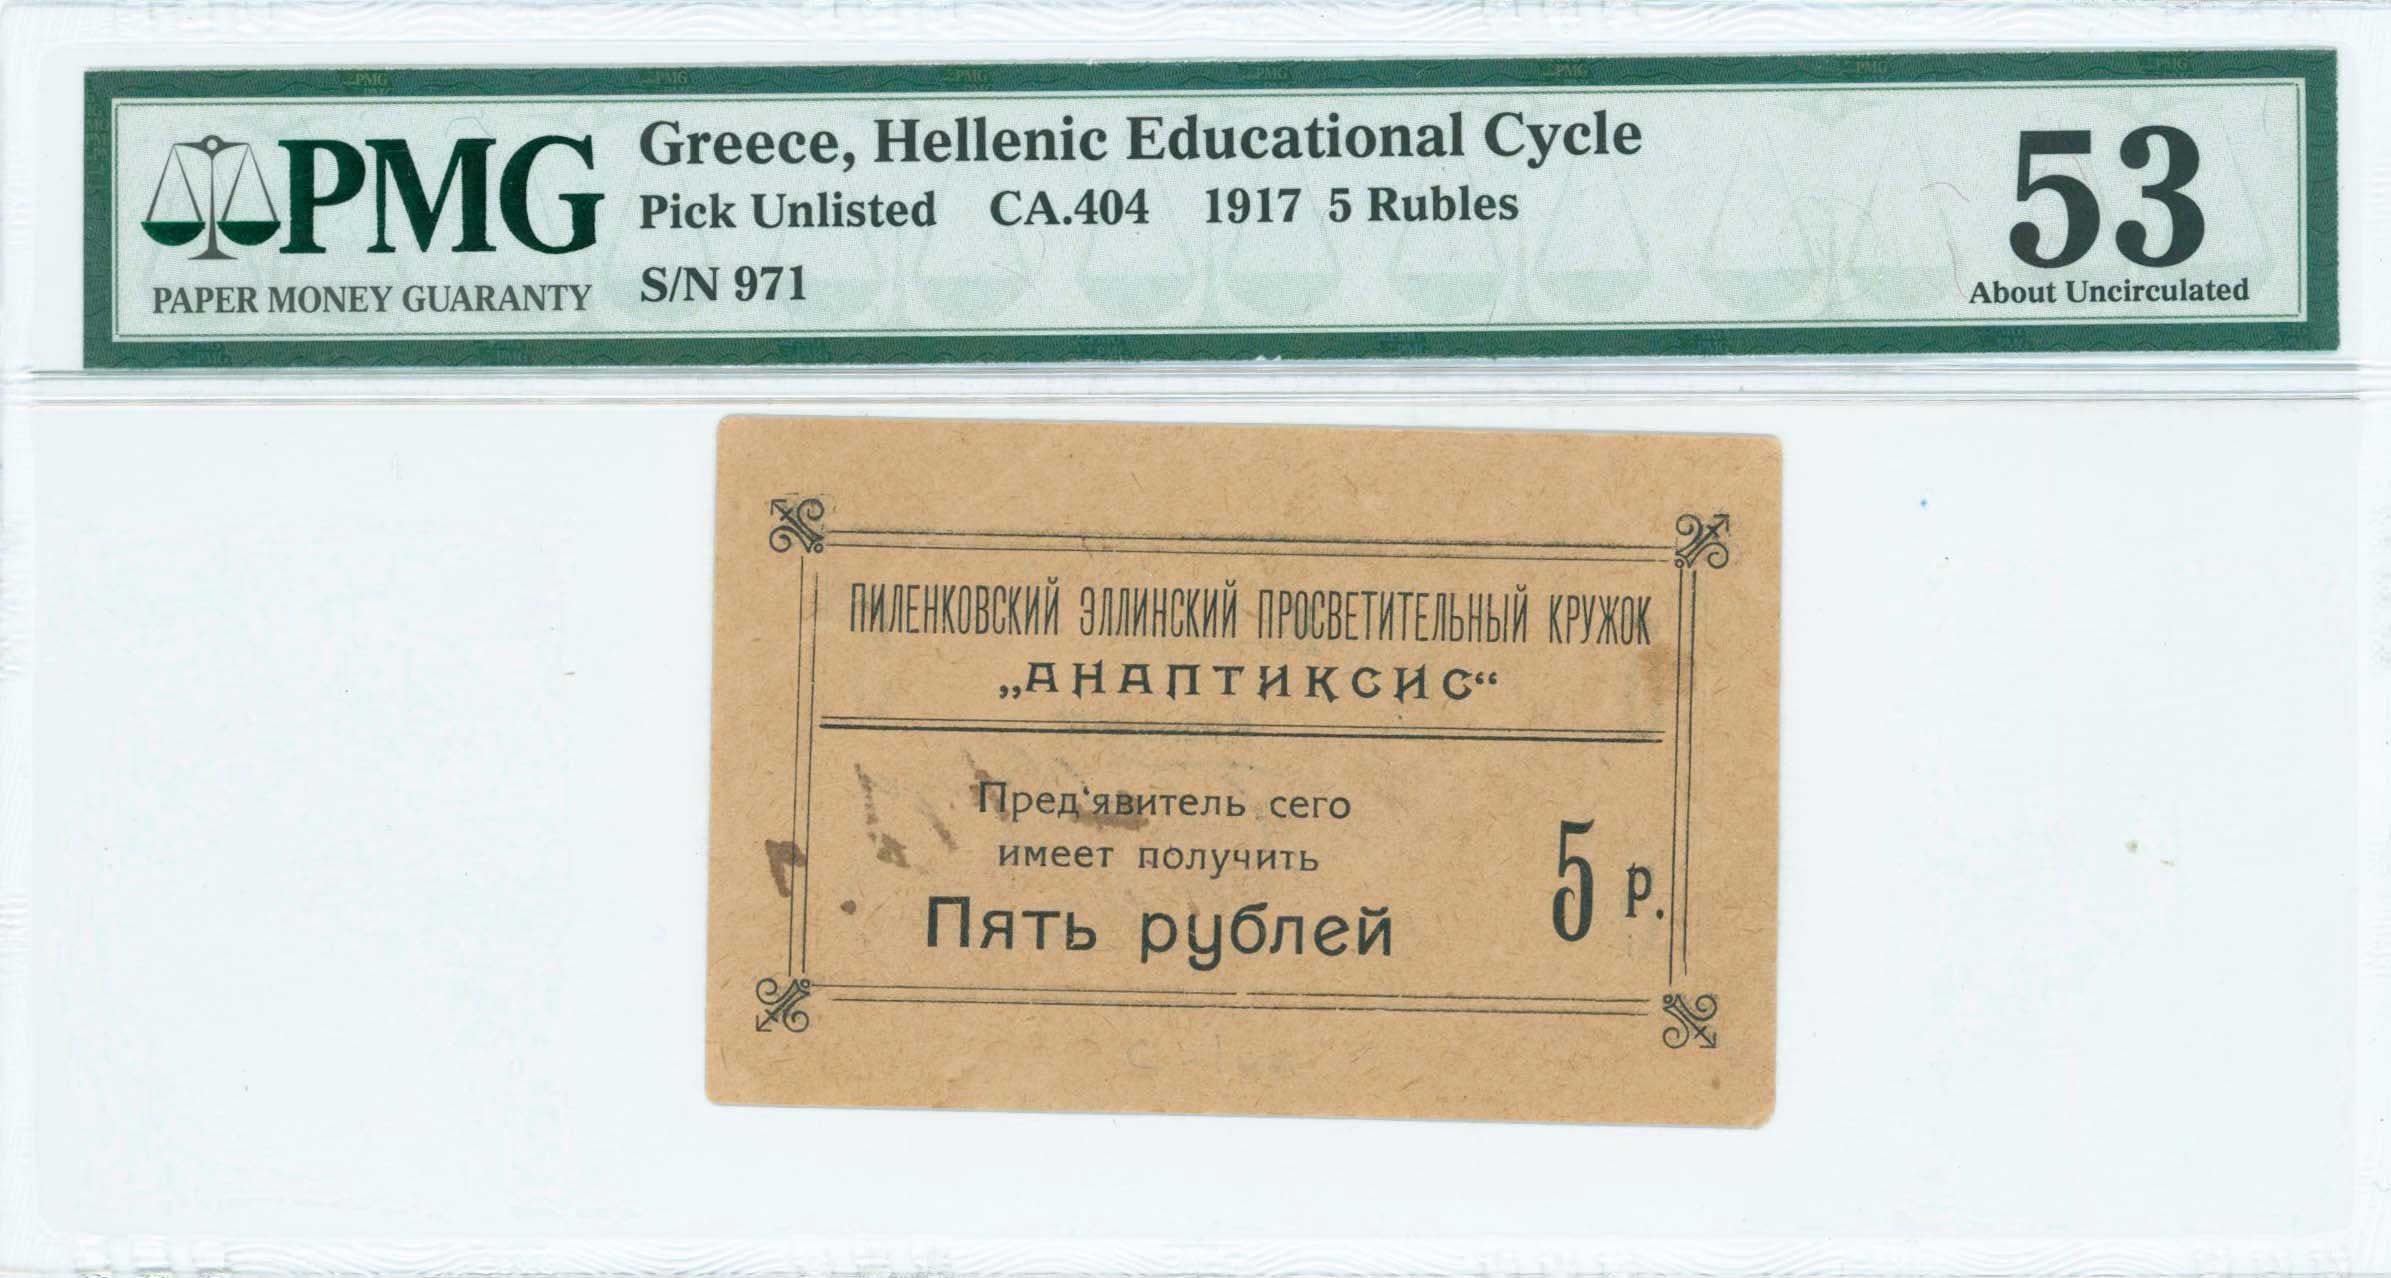 PMG
PAPER MONEY GUARANTY
Greece, Hellenic Educational Cycle
Pick Unlisted CA.404 1917 5 Rubles
S/N 971
53
About Uncirculated
ПИЛЕНКОВСКИЙ ЭЛЛИНСКИЙ ПРОСВЕТИТЕЛЬНЫЙ КРУЖОК
„АНАПТИКСИС“
Пред‘явитель сего
имеет получить
Пять рублей
5 р.